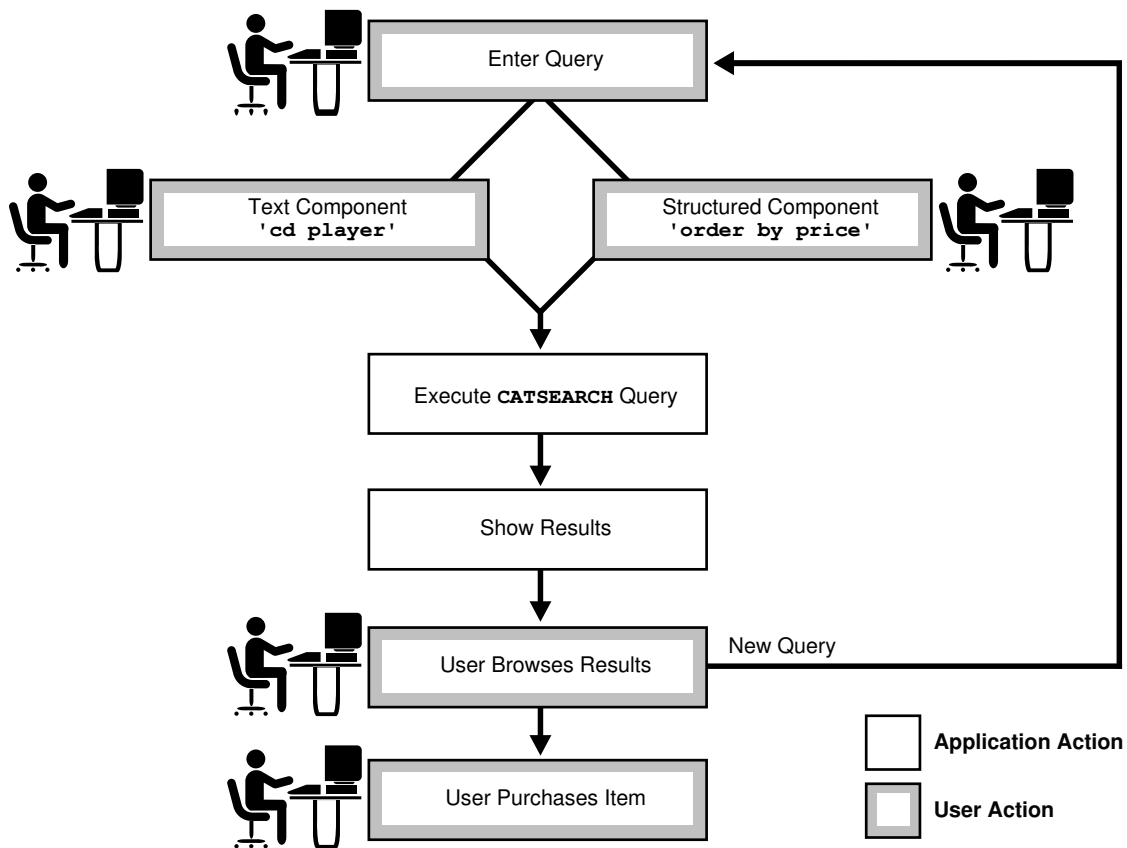 Enter Query
Text Component
'cd player'
Structured Component
'order by price'
Execute CATSEARCH Query
Show Results
User Browses Results
New Query
User Purchases Item
Application Action
User Action